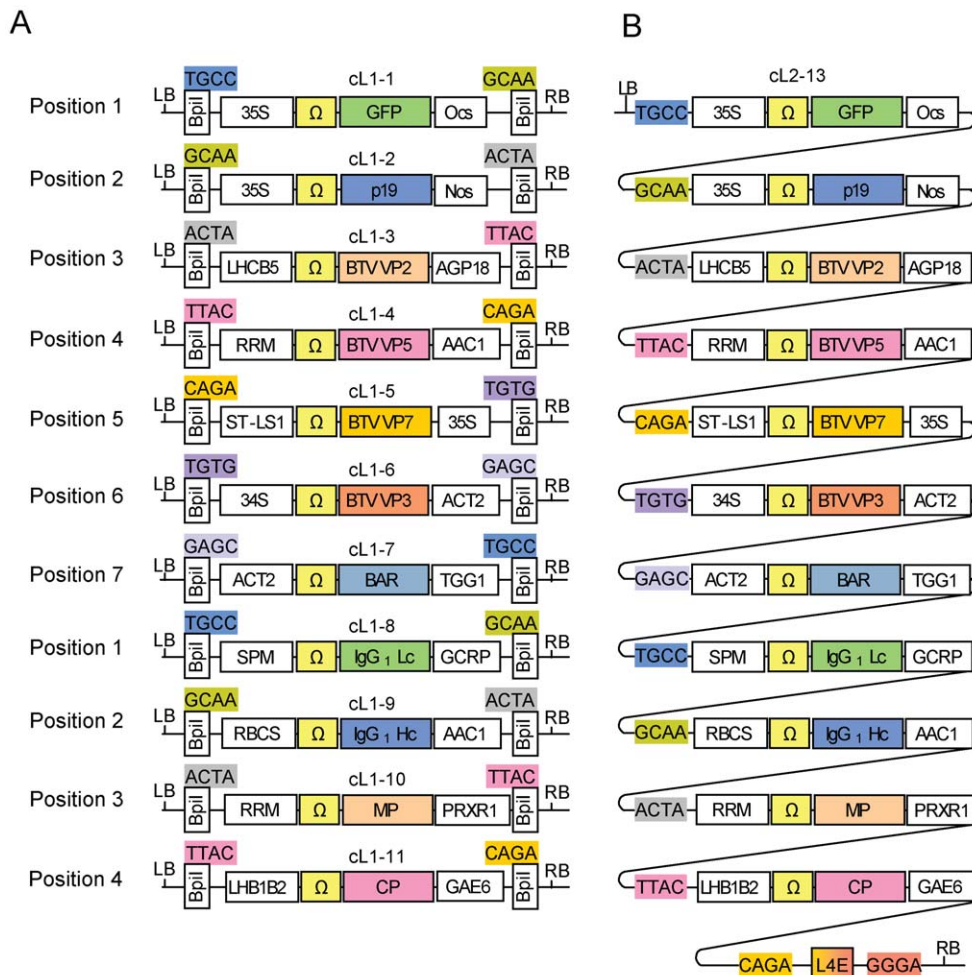 A B
TGCC cL1-1 GCAA cL2-13
Position 1 LB BpiI 35S Ω GFP Ocs BpiI RB LB TGCC 35S Ω GFP Ocs
GCAA cL1-2 ACTA
Position 2 LB BpiI 35S Ω p19 Nos BpiI RB GCAA 35S Ω p19 Nos
ACTA cL1-3 TTAC
Position 3 LB BpiI LHCB5 Ω BTV VP2 AGP18 BpiI RB ACTA LHCB5 Ω BTV VP2 AGP18
TTAC cL1-4 CAGA
Position 4 LB BpiI RRM Ω BTV VP5 AAC1 BpiI RB TTAC RRM Ω BTV VP5 AAC1
CAGA cL1-5 TGTG
Position 5 LB BpiI ST-LS1 Ω BTV VP7 35S BpiI RB CAGA ST-LS1 Ω BTV VP7 35S
TGTG cL1-6 GAGC
Position 6 LB BpiI 34S Ω BTV VP3 ACT2 BpiI RB TGTG 34S Ω BTV VP3 ACT2
GAGC cL1-7 TGCC
Position 7 LB BpiI ACT2 Ω BAR TGG1 BpiI RB GAGC ACT2 Ω BAR TGG1
TGCC cL1-8 GCAA
Position 1 LB BpiI SPM Ω IgG 1 Lc GCRP BpiI RB TGCC SPM Ω IgG 1 Lc GCRP
GCAA cL1-9 ACTA
Position 2 LB BpiI RBCS Ω IgG 1 Hc AAC1 BpiI RB GCAA RBCS Ω IgG 1 Hc AAC1
ACTA cL1-10 TTAC
Position 3 LB BpiI RRM Ω MP PRXR1 BpiI RB ACTA RRM Ω MP PRXR1
TTAC cL1-11 CAGA
Position 4 LB BpiI LHB1B2 Ω CP GAE6 BpiI RB TTAC LHB1B2 Ω CP GAE6
CAGA L4E GGGA RB